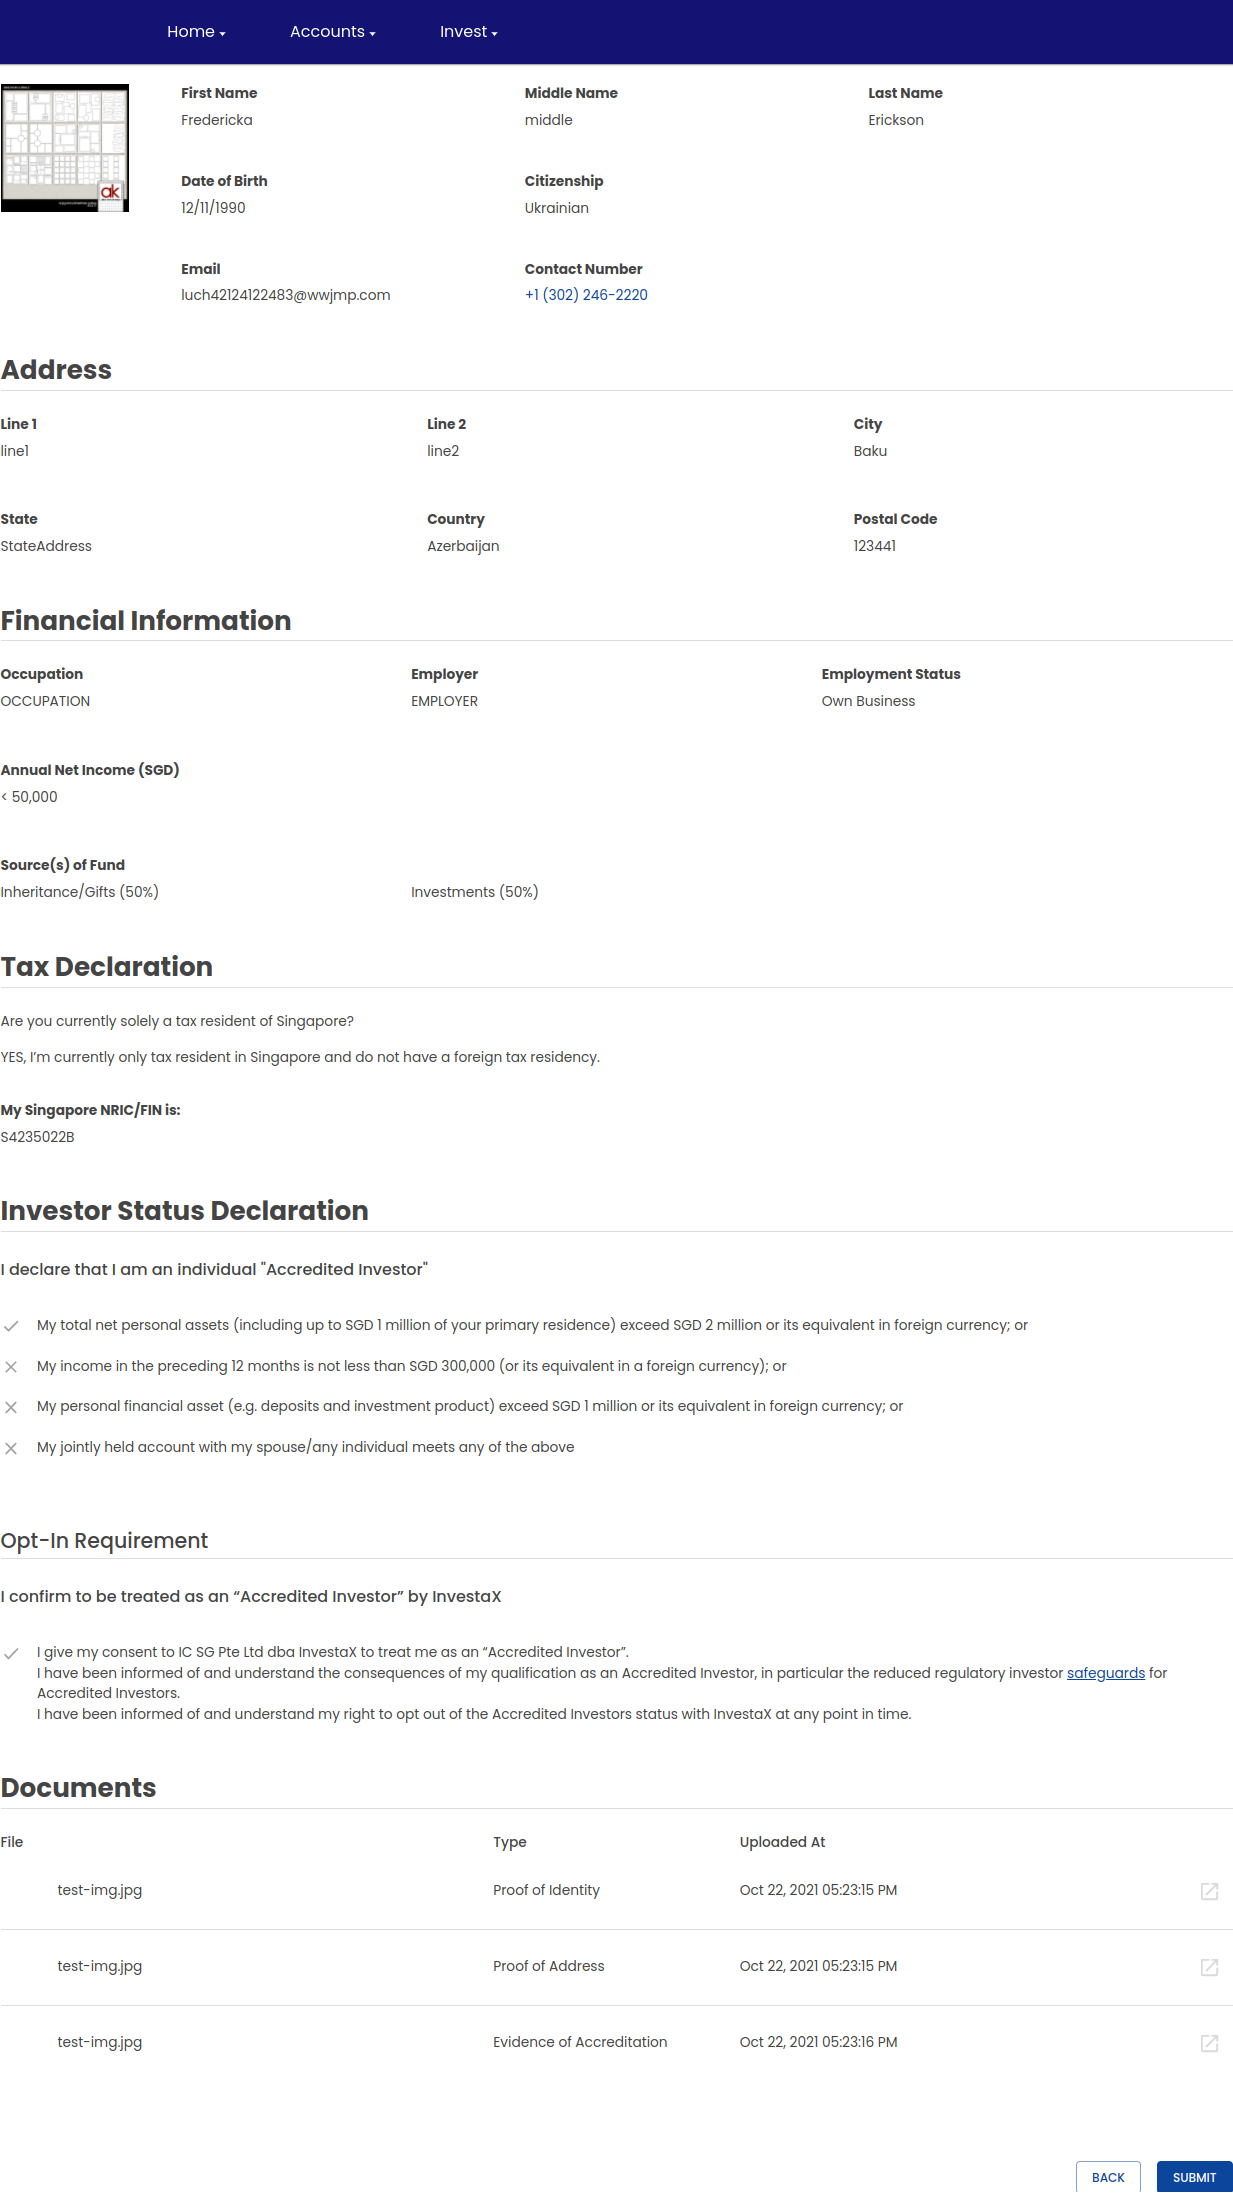 Home Accounts Invest
First Name Middle Name Last Name
Fredericka middle Erickson
ak
Date of Birth Citizenship
12/11/1990 Ukrainian
Email Contact Number
luch42124122483@wwjmp.com +1 (302) 246-2220
Address
Line 1 Line 2 City
line1 line2 Baku
State Country Postal Code
StateAddress Azerbaijan 123441
Financial Information
Occupation Employer Employment Status
OCCUPATION EMPLOYER Own Business
Annual Net Income (SGD)
< 50,000
Source(s) of Fund
Inheritance/Gifts (50%) Investments (50%)
Tax Declaration
Are you currently solely a tax resident of Singapore?
YES, I’m currently only tax resident in Singapore and do not have a foreign tax residency.
My Singapore NRIC/FIN is:
S4235022B
Investor Status Declaration
I declare that I am an individual "Accredited Investor"
My total net personal assets (including up to SGD 1 million of your primary residence) exceed SGD 2 million or its equivalent in foreign currency; or
My income in the preceding 12 months is not less than SGD 300,000 (or its equivalent in a foreign currency); or
My personal financial asset (e.g. deposits and investment product) exceed SGD 1 million or its equivalent in foreign currency; or
My jointly held account with my spouse/any individual meets any of the above
Opt-In Requirement
I confirm to be treated as an “Accredited Investor” by InvestaX
I give my consent to IC SG Pte Ltd dba InvestaX to treat me as an “Accredited Investor”.
I have been informed of and understand the consequences of my qualification as an Accredited Investor, in particular the reduced regulatory investor safeguards for
Accredited Investors.
I have been informed of and understand my right to opt out of the Accredited Investors status with InvestaX at any point in time.
Documents
File Type Uploaded At
test-img.jpg Proof of Identity Oct 22, 2021 05:23:15 PM
test-img.jpg Proof of Address Oct 22, 2021 05:23:15 PM
test-img.jpg Evidence of Accreditation Oct 22, 2021 05:23:16 PM
BACK SUBMIT